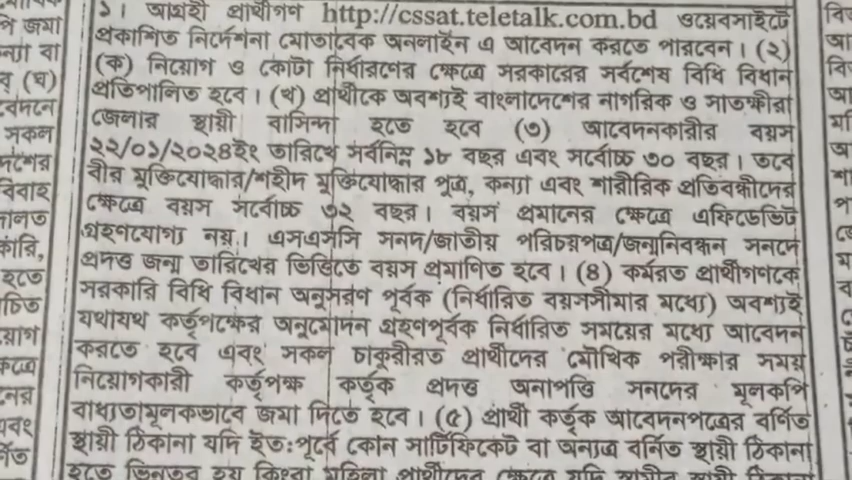 ১। আগ্রহী প্রার্থীগণ http://cssat.teletalk.com.bd ওয়েবসাইটে
প্রকাশিত নির্দেশনা মোতাবেক অনলাইন এ আবেদন করতে পারবেন। (২)
(ক) নিয়োগ ও কোটা নির্ধারণের ক্ষেত্রে সরকারের সর্বশেষ বিধি বিধান
প্রতিপালিত হবে। (খ) প্রার্থীকে অবশ্যই বাংলাদেশের নাগরিক ও সাতক্ষীরা
জেলার স্থায়ী বাসিন্দা হতে হবে (৩) আবেদনকারীর বয়স
২২/০১/২০২৪ইং তারিখে সর্বনিম্ন ১৮ বছর এবং সর্বোচ্চ ৩০ বছর। তবে
বীর মুক্তিযোদ্ধার/শহীদ মুক্তিযোদ্ধার পুত্র, কন্যা এবং শারীরিক প্রতিবন্ধীদের
ক্ষেত্রে বয়স সর্বোচ্চ ৩২ বছর। বয়স প্রমানের ক্ষেত্রে এফিডেভিট
গ্রহণযোগ্য নয়। এসএসসি সনদ/জাতীয় পরিচয়পত্র/জন্মনিবন্ধন সনদে
প্রদত্ত জন্ম তারিখের ভিত্তিতে বয়স প্রমাণিত হবে। (৪) কর্মরত প্রার্থীগণকে
সরকারি বিধি বিধান অনুসরণ পূর্বক (নির্ধারিত বয়সসীমার মধ্যে) অবশ্যই
যথাযথ কর্তৃপক্ষের অনুমোদন গ্রহণপূর্বক নির্ধারিত সময়ের মধ্যে আবেদন
করতে হবে এবং সকল চাকুরীরত প্রার্থীদের মৌখিক পরীক্ষার সময়
নিয়োগকারী কর্তৃপক্ষ কর্তৃক প্রদত্ত অনাপত্তি সনদের মূলকপি
বাধ্যতামূলকভাবে জমা দিতে হবে। (৫) প্রার্থী কর্তৃক আবেদনপত্রের বর্ণিত
স্থায়ী ঠিকানা যদি ইত:পূর্বে কোন সার্টিফিকেট বা অন্যত্র বর্নিত স্থায়ী ঠিকানা
হতে ভিন্নতর হয় কিংবা মহিলা প্রার্থীদের ক্ষেত্রে যদি স্বামীর স্থায়ী ঠিকানা